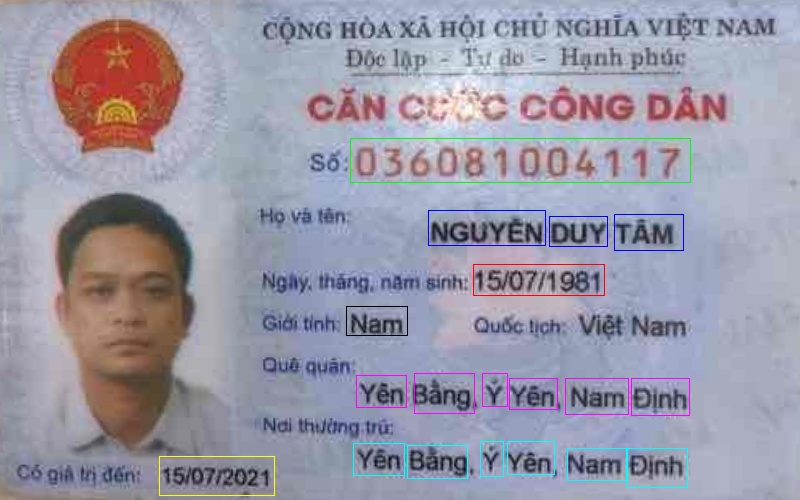 CỘNG HÒA XÃ HỘI CHỦ NGHĨA VIỆT NAM
Độc lập - Tự do - Hạnh phúc
CĂN CƯỚC CÔNG DÂN
Số: 036081004117
Họ và tên:
NGUYỄN DUY TÂM
Ngày, tháng, năm sinh: 15/07/1981
Giới tính: Nam Quốc tịch: Việt Nam
Quê quán:
Yên Bằng, Ý Yên, Nam Định
Nơi thường trú:
Yên Bằng, Ý Yên, Nam Định
Có giá trị đến: 15/07/2021